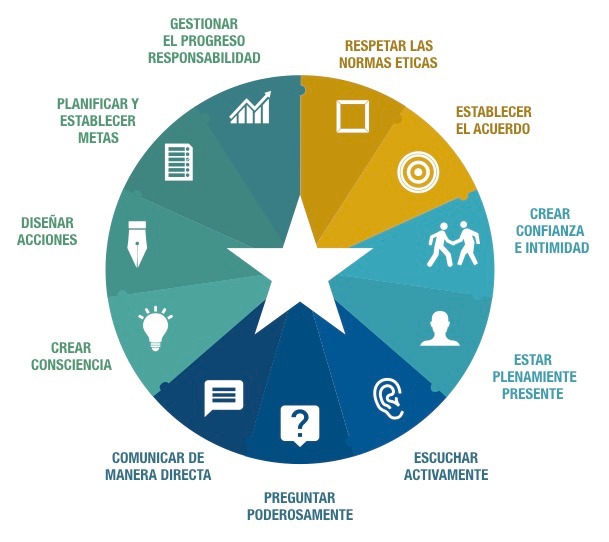 GESTIONAR
EL PROGRESO
RESPONSABILIDAD
RESPETAR LAS
NORMAS ETICAS
PLANIFICAR Y
ESTABLECER
METAS
ESTABLECER
EL ACUERDO
DISEÑAR
ACCIONES
CREAR
CONFIANZA
E INTIMIDAD
CREAR
CONSCIENCIA
ESTAR
PLENAMENTE
PRESENTE
COMUNICAR DE
MANERA DIRECTA
?
ESCUCHAR
ACTIVAMENTE
PREGUNTAR
PODEROSAMENTE